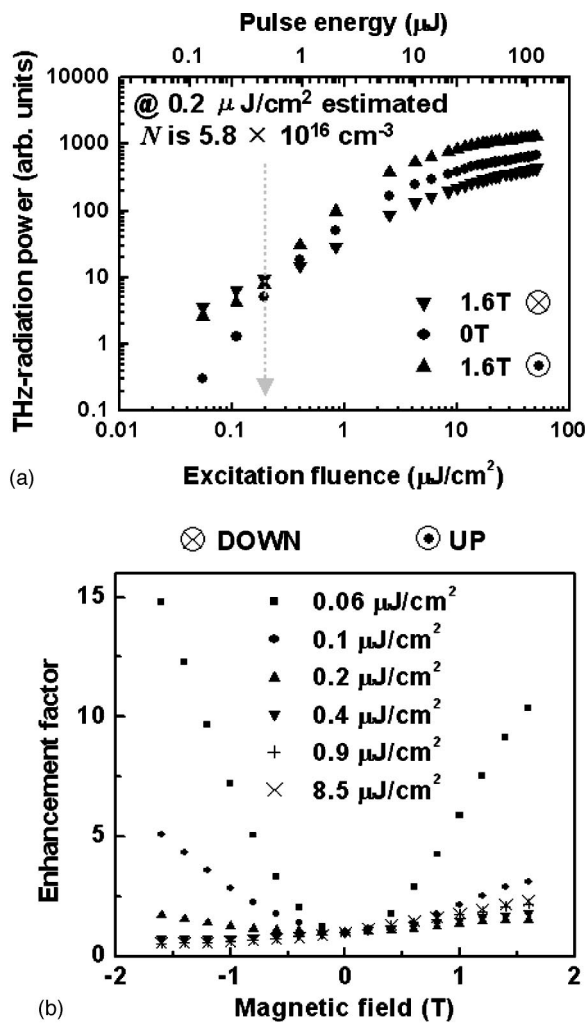 Pulse energy (μJ)
0.1 1 10 100
10000
@ 0.2 μ J/cm² estimated
N is 5.8 × 10¹⁶ cm⁻³
1000
100
10
1
0.1
THz-radiation power (arb. units)
1.6T ⊗
0T
1.6T ⊙
0.01 0.1 1 10 100
(a) Excitation fluence (μJ/cm²)
⊗ DOWN ⊙ UP
15
10
5
0
Enhancement factor
0.06 μJ/cm²
0.1 μJ/cm²
0.2 μJ/cm²
0.4 μJ/cm²
0.9 μJ/cm²
8.5 μJ/cm²
-2 -1 0 1 2
(b) Magnetic field (T)